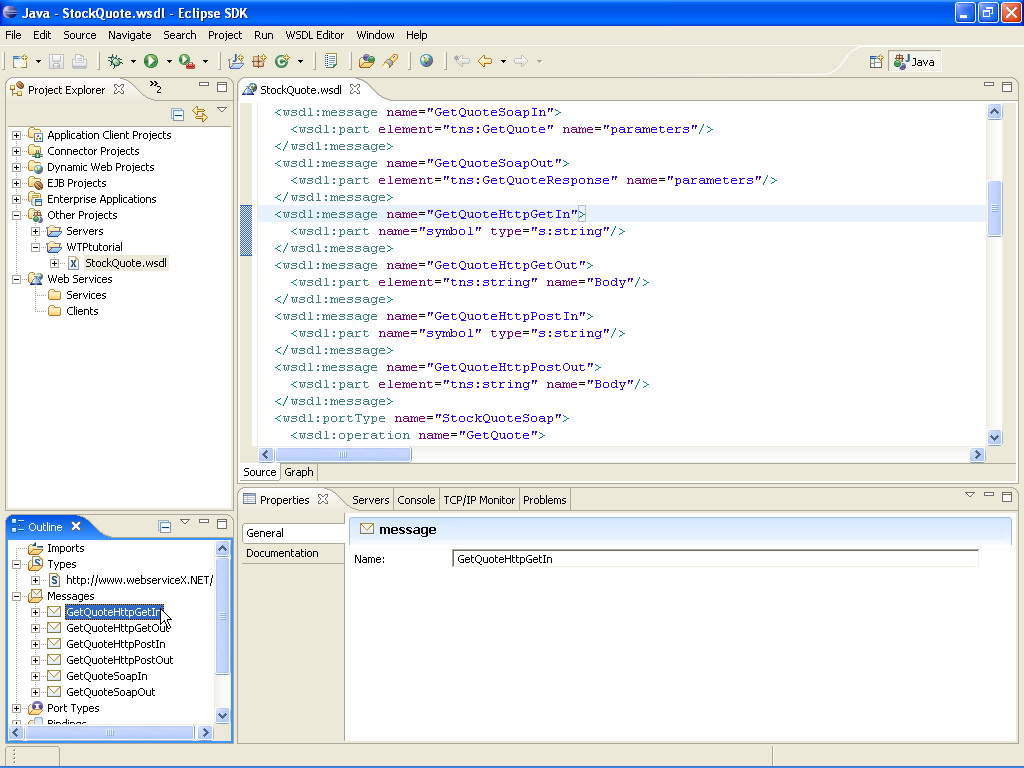 Java - StockQuote.wsdl - Eclipse SDK
File Edit Source Navigate Search Project Run WSDL Editor Window Help
Java
Project Explorer
2
Application Client Projects
Connector Projects
Dynamic Web Projects
EJB Projects
Enterprise Applications
Other Projects
Servers
WTPtutorial
StockQuote.wsdl
Web Services
Services
Clients
StockQuote.wsdl
<wsdl:message name="GetQuoteSoapIn">
<wsdl:part element="tns:GetQuote" name="parameters"/>
</wsdl:message>
<wsdl:message name="GetQuoteSoapOut">
<wsdl:part element="tns:GetQuoteResponse" name="parameters"/>
</wsdl:message>
<wsdl:message name="GetQuoteHttpGetIn">
<wsdl:part name="symbol" type="s:string"/>
</wsdl:message>
<wsdl:message name="GetQuoteHttpGetOut">
<wsdl:part element="tns:string" name="Body"/>
</wsdl:message>
<wsdl:message name="GetQuoteHttpPostIn">
<wsdl:part name="symbol" type="s:string"/>
</wsdl:message>
<wsdl:message name="GetQuoteHttpPostOut">
<wsdl:part element="tns:string" name="Body"/>
</wsdl:message>
<wsdl:portType name="StockQuoteSoap">
<wsdl:operation name="GetQuote">
Source Graph
Outline
Imports
Types
http://www.webserviceX.NET/
Messages
GetQuoteHttpGetIn
GetQuoteHttpGetOut
GetQuoteHttpPostIn
GetQuoteHttpPostOut
GetQuoteSoapIn
GetQuoteSoapOut
Port Types
Bindings
Properties Servers Console TCP/IP Monitor Problems
General
Documentation
message
Name: GetQuoteHttpGetIn